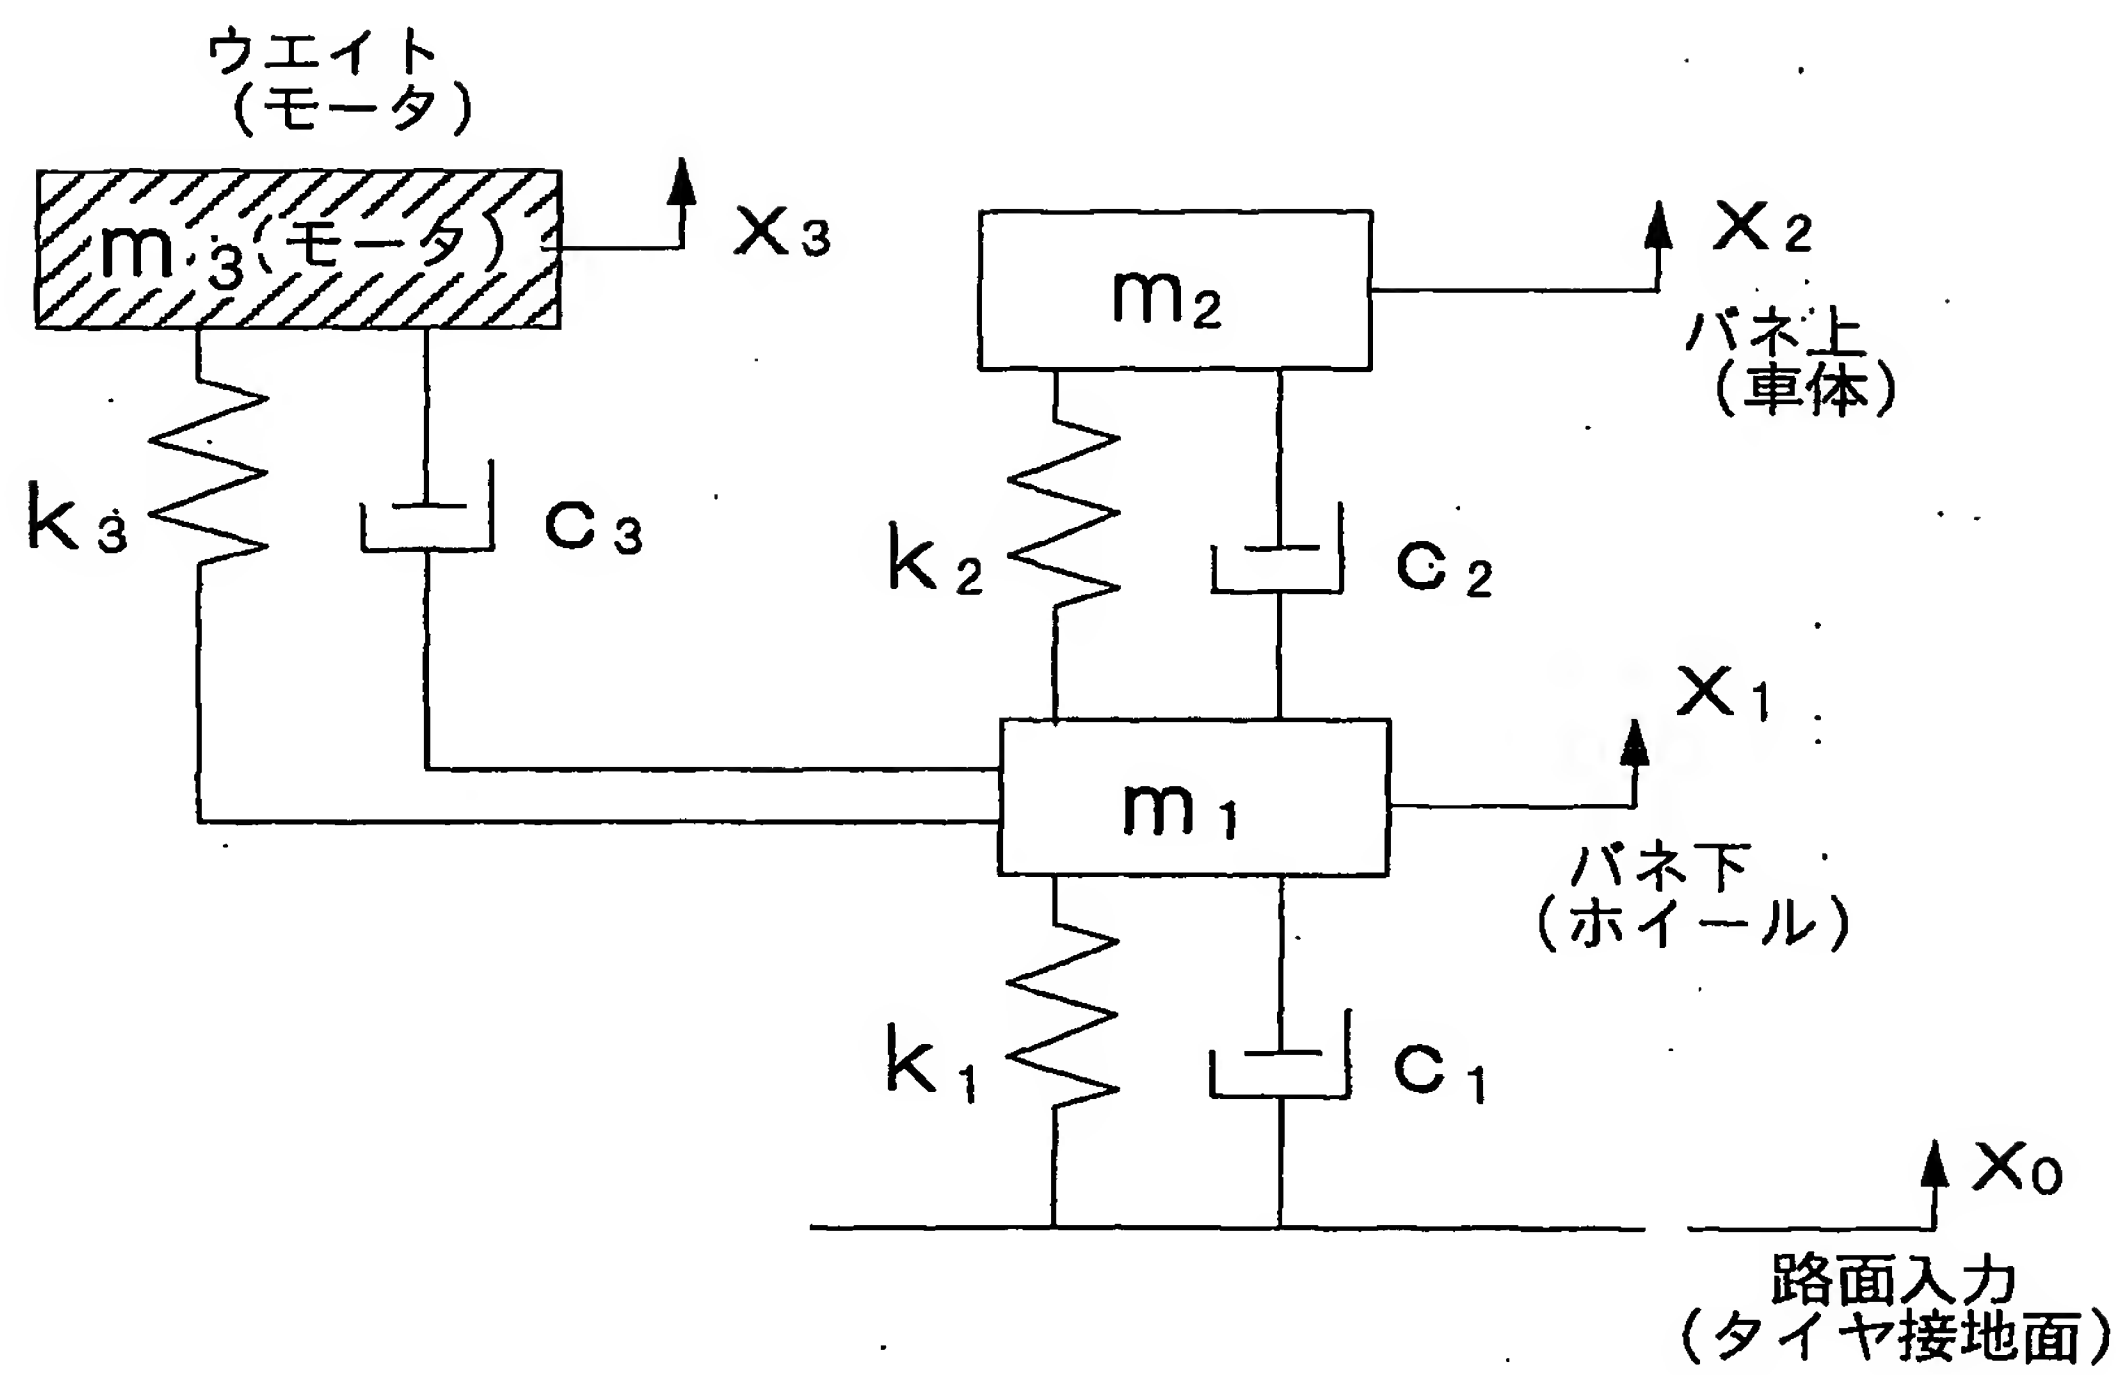 ウエイト
(モータ)
m3(モータ)
x3
m2
x2
バネ上
(車体)
k3
c3
k2
c2
x1
m1
バネ下
(ホイール)
k1
c1
x0
路面入力
(タイヤ接地面)